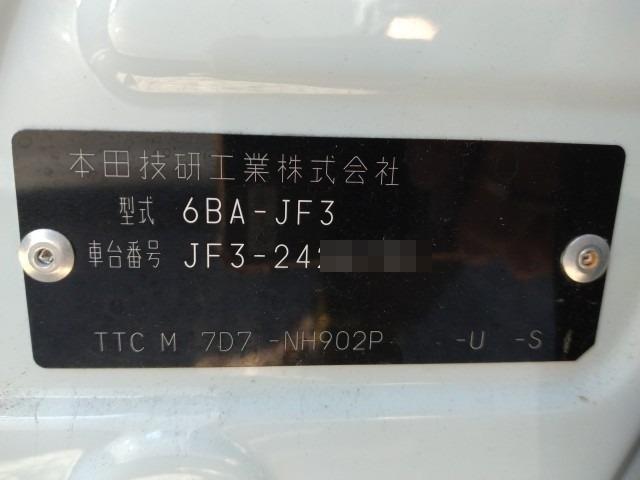 本田技研工業株式会社
型式 6BA-JF3
車台番号 JF3-24
TTC M 7D7 -NH902P -U -S